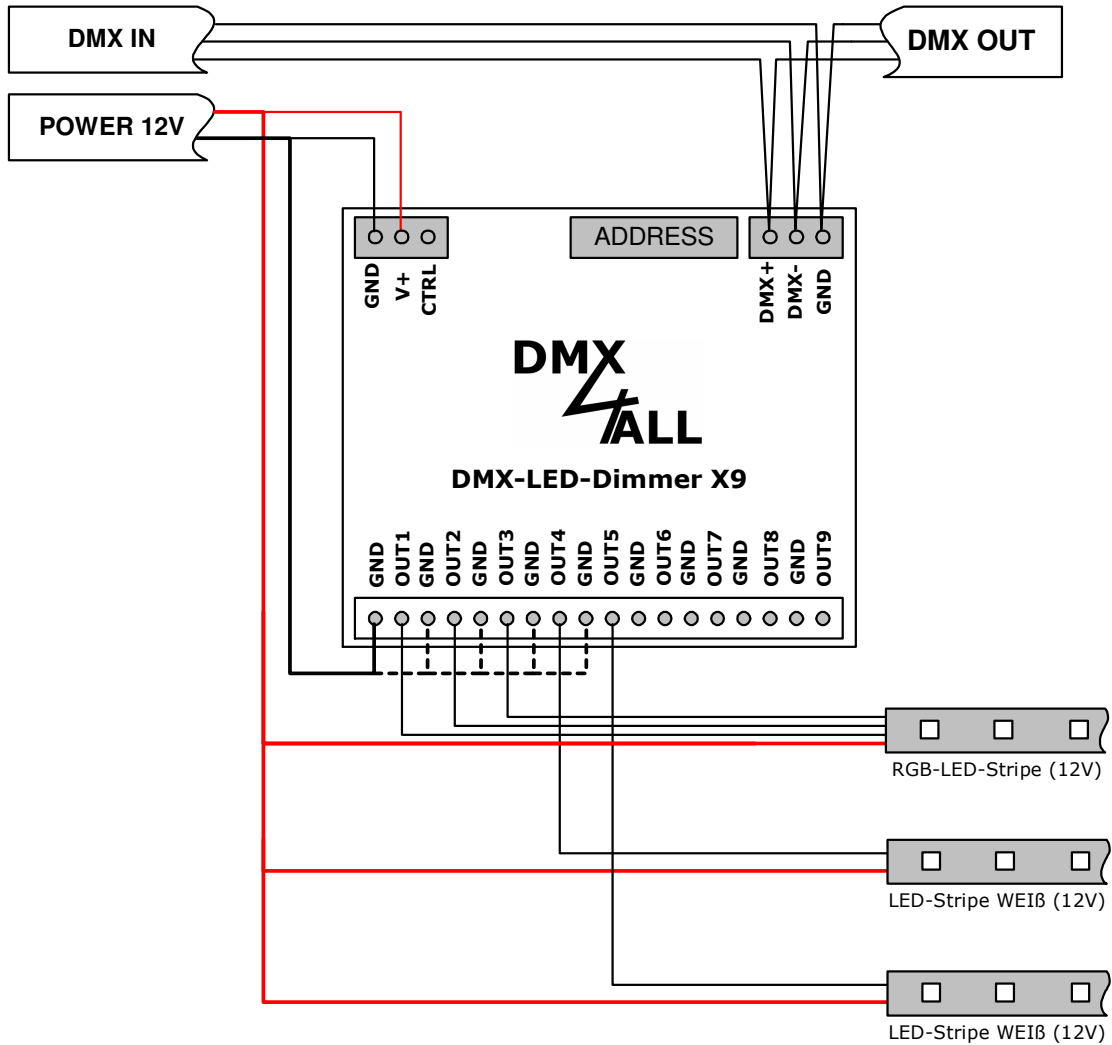 DMX IN
DMX OUT
POWER 12V
ADDRESS
GND
V+
CTRL
DMX+
DMX-
GND
DMX
4
ALL
DMX-LED-Dimmer X9
GND
OUT1
GND
OUT2
GND
OUT3
GND
OUT4
GND
OUT5
GND
OUT6
GND
OUT7
GND
OUT8
GND
OUT9
RGB-LED-Stripe (12V)
LED-Stripe WEIß (12V)
LED-Stripe WEIß (12V)